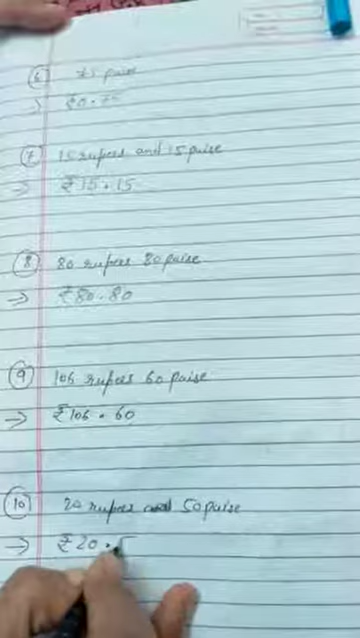 6 75 paise
→ ₹0.75
7 15 rupees and 15 paise
→ ₹15.15
8 80 rupees 80 paise
→ ₹80.80
9 106 rupees 60 paise
→ ₹106.60
10 20 rupees and 50 paise
→ ₹20.5